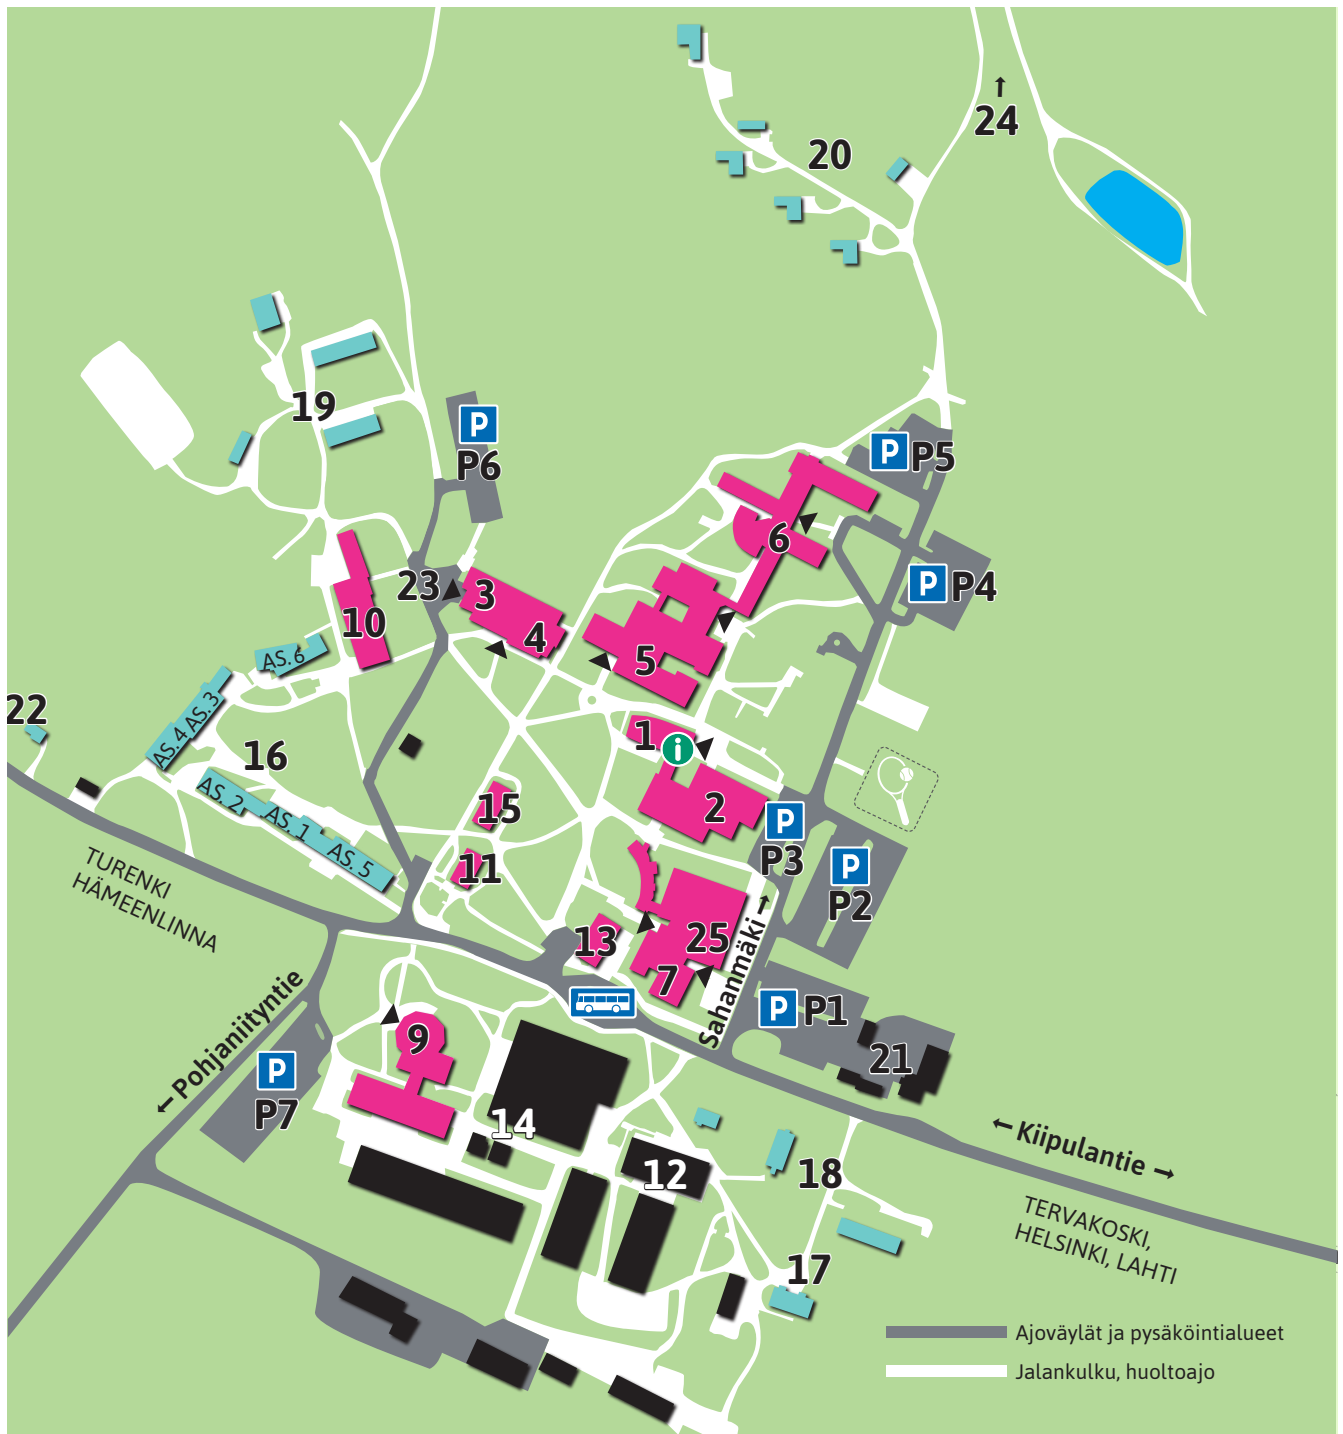 24
20
19
P
P6
P
P5
6
23
3
P
P4
10
4
AS. 6
5
22
AS. 3
AS. 4
1
i
16
AS. 2
15
2
AS. 1
P
P3
AS. 5
11
P
P2
TURENKI
HÄMEENLINNA
13
25
7
Sahanmäki →
P
P1
9
21
← Pohjaniityntie
P
P7
14
← Kiipulantie →
12
18
TERVAKOSKI,
HELSINKI, LAHTI
17
Ajoväylät ja pysäköintialueet
Jalankulku, huoltoajo